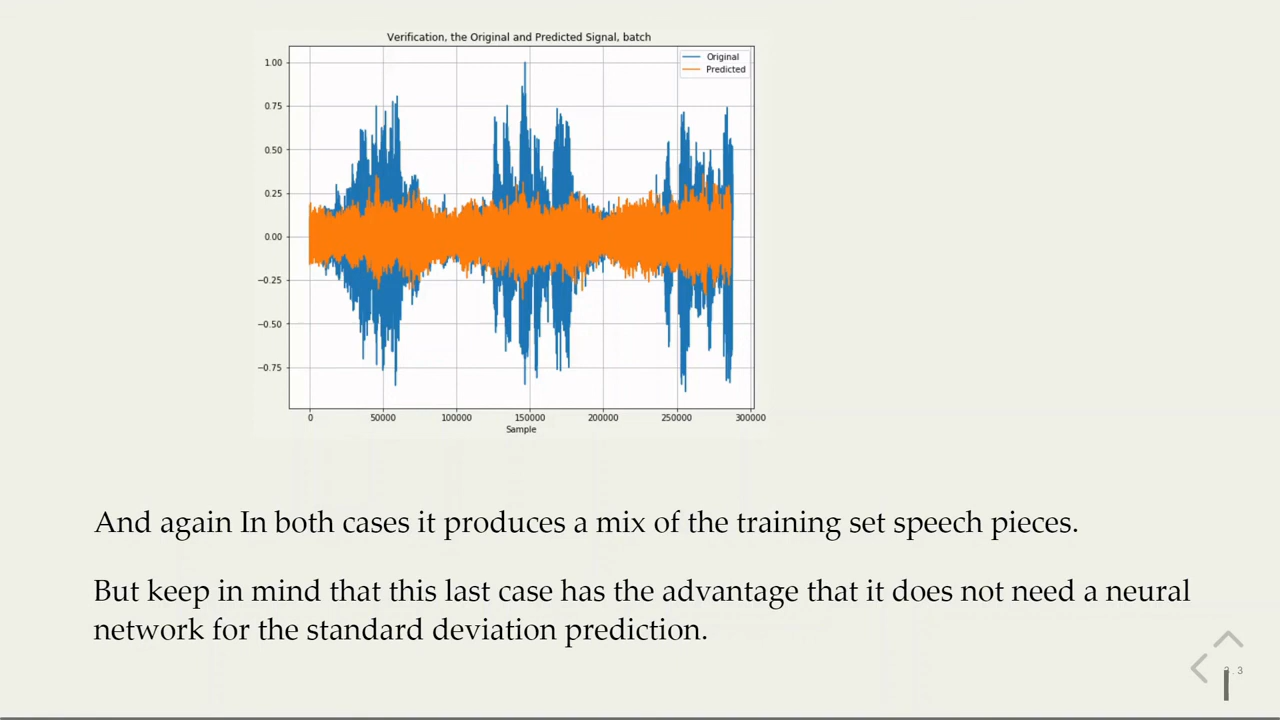 Verification, the Original and Predicted Signal, batch
Original
Predicted
1.00
0.75
0.50
0.25
0.00
−0.25
−0.50
−0.75
0 50000 100000 150000 200000 250000 300000
Sample
And again In both cases it produces a mix of the training set speech pieces.
But keep in mind that this last case has the advantage that it does not need a neural
network for the standard deviation prediction.